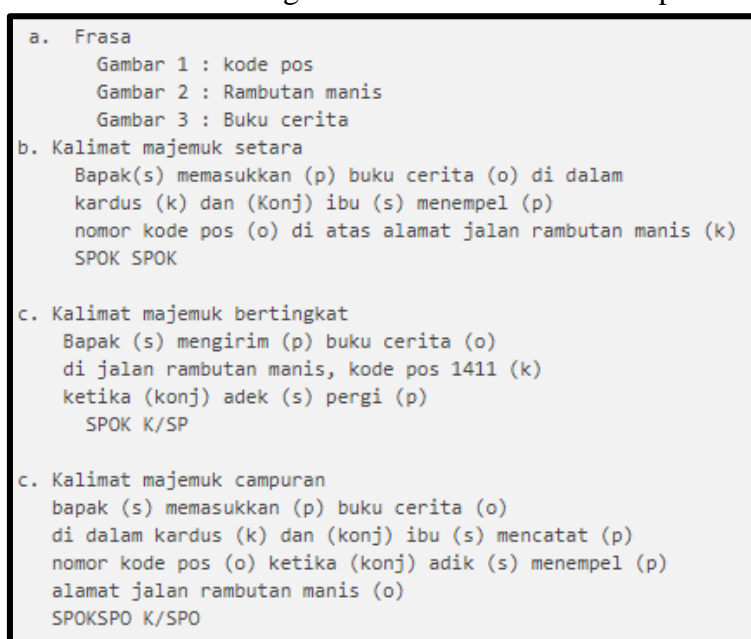 a. Frasa
Gambar 1 : kode pos
Gambar 2 : Rambutan manis
Gambar 3 : Buku cerita
b. Kalimat majemuk setara
Bapak(s) memasukkan (p) buku cerita (o) di dalam
kardus (k) dan (Konj) ibu (s) menempel (p)
nomor kode pos (o) di atas alamat jalan rambutan manis (k)
SPOK SPOK
c. Kalimat majemuk bertingkat
Bapak (s) mengirim (p) buku cerita (o)
di jalan rambutan manis, kode pos 1411 (k)
ketika (konj) adek (s) pergi (p)
SPOK K/SP
c. Kalimat majemuk campuran
bapak (s) memasukkan (p) buku cerita (o)
di dalam kardus (k) dan (konj) ibu (s) mencatat (p)
nomor kode pos (o) ketika (konj) adik (s) menempel (p)
alamat jalan rambutan manis (o)
SPOKSPO K/SPO